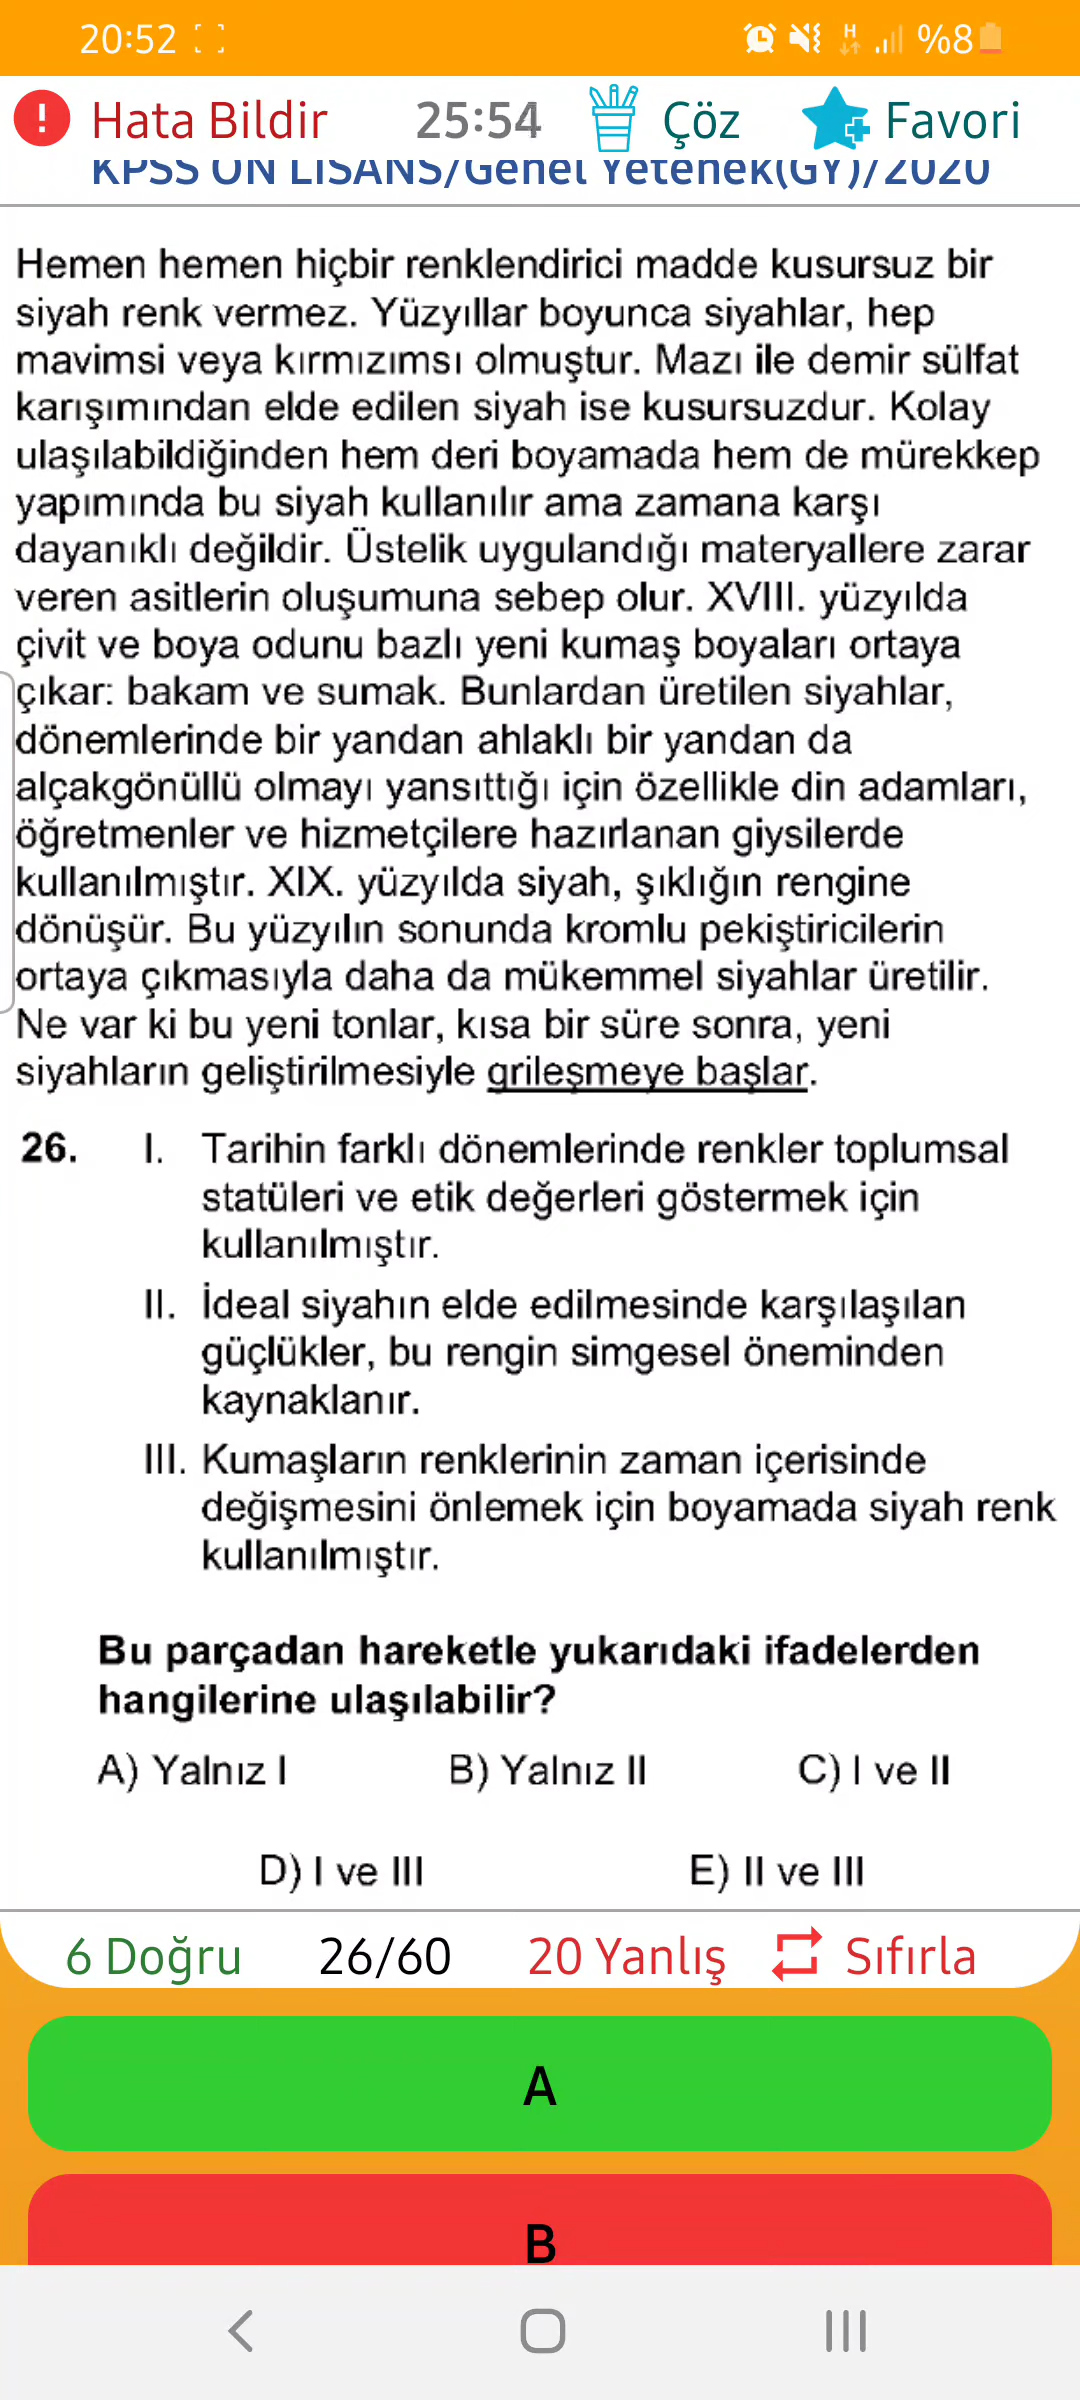 20:52 H %8
Hata Bildir 25:54 Çöz Favori
KPSS ÖN LİSANS/Genel Yetenek(GY)/2020
Hemen hemen hiçbir renklendirici madde kusursuz bir
siyah renk vermez. Yüzyıllar boyunca siyahlar, hep
mavimsi veya kırmızımsı olmuştur. Mazı ile demir sülfat
karışımından elde edilen siyah ise kusursuzdur. Kolay
ulaşılabildiğinden hem deri boyamada hem de mürekkep
yapımında bu siyah kullanılır ama zamana karşı
dayanıklı değildir. Üstelik uygulandığı materyallere zarar
veren asitlerin oluşumuna sebep olur. XVIII. yüzyılda
çivit ve boya odunu bazlı yeni kumaş boyaları ortaya
çıkar: bakam ve sumak. Bunlardan üretilen siyahlar,
dönemlerinde bir yandan ahlaklı bir yandan da
alçakgönüllü olmayı yansıttığı için özellikle din adamları,
öğretmenler ve hizmetçilere hazırlanan giysilerde
kullanılmıştır. XIX. yüzyılda siyah, şıklığın rengine
dönüşür. Bu yüzyılın sonunda kromlu pekiştiricilerin
ortaya çıkmasıyla daha da mükemmel siyahlar üretilir.
Ne var ki bu yeni tonlar, kısa bir süre sonra, yeni
siyahların geliştirilmesiyle grileşmeye başlar.
26. I. Tarihin farklı dönemlerinde renkler toplumsal
statüleri ve etik değerleri göstermek için
kullanılmıştır.
II. İdeal siyahın elde edilmesinde karşılaşılan
güçlükler, bu rengin simgesel öneminden
kaynaklanır.
III. Kumaşların renklerinin zaman içerisinde
değişmesini önlemek için boyamada siyah renk
kullanılmıştır.
Bu parçadan hareketle yukarıdaki ifadelerden
hangilerine ulaşılabilir?
A) Yalnız I B) Yalnız II C) I ve II
D) I ve III E) II ve III
6 Doğru 26/60 20 Yanlış Sıfırla
A
B